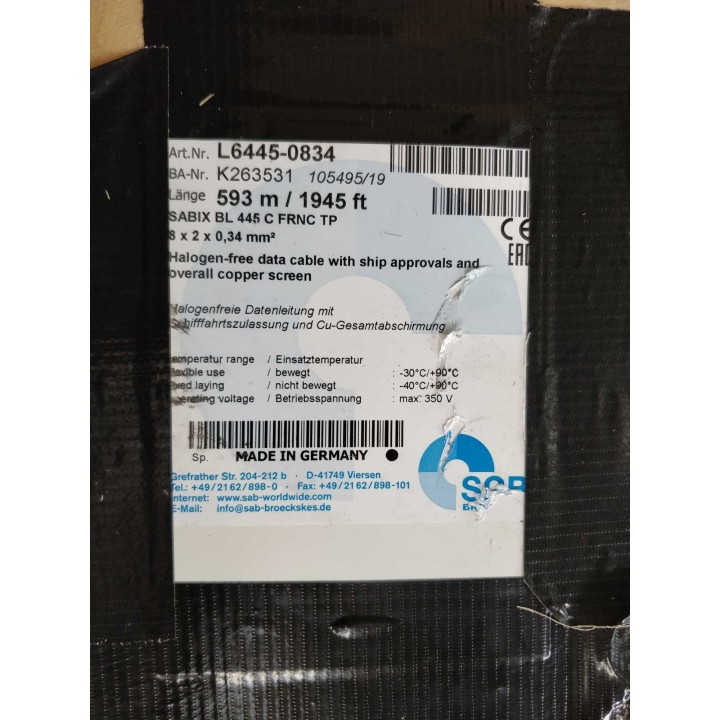 Art.Nr. L6445-0834
BA-Nr. K263531 105495/19
Länge 593 m / 1945 ft
SABIX BL 445 C FRNC TP
8 x 2 x 0,34 mm²
CE
EAC
Halogen-free data cable with ship approvals and
overall copper screen
Halogenfreie Datenleitung mit
Schifffahrtszulassung und Cu-Gesamtabschirmung
temperatur range / Einsatztemperatur
flexible use / bewegt : -30°C/+90°C
fixed laying / nicht bewegt : -40°C/+90°C
operating voltage / Betriebsspannung : max. 350 V
Sp. MADE IN GERMANY
Grefrather Str. 204-212 b · D-41749 Viersen
Tel.: +49/2162/898-0 · Fax: +49/2162/898-101
Internet: www.sab-worldwide.com
E-Mail: info@sab-broeckskes.de